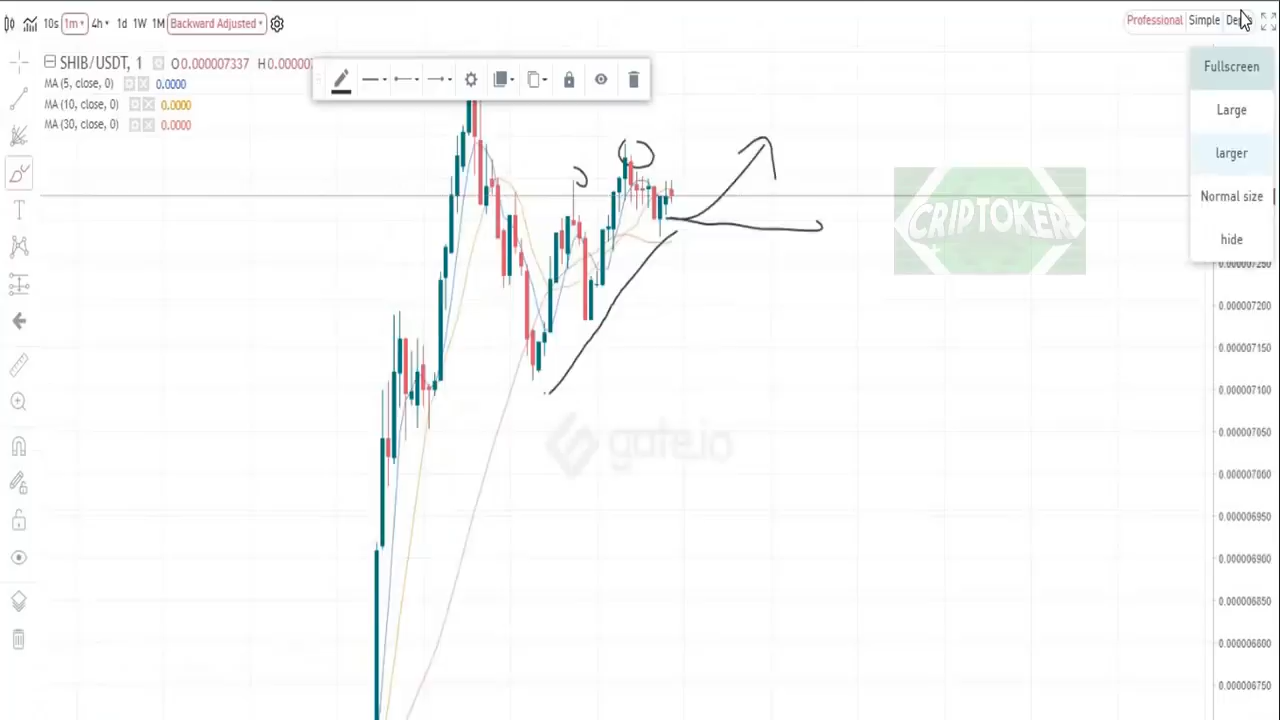 10s 1m 4h 1d 1W 1M Backward Adjusted
Professional Simple
Fullscreen
Large
larger
Normal size
hide
SHIB/USDT, 1 O0.000007337
MA (5, close, 0) 0.0000
MA (10, close, 0) 0.0000
MA (30, close, 0) 0.0000
CRIPTOKER
gate.io
0.000007250
0.000007200
0.000007150
0.000007100
0.000007050
0.000007000
0.000006950
0.000006900
0.000006850
0.000006800
0.000006750